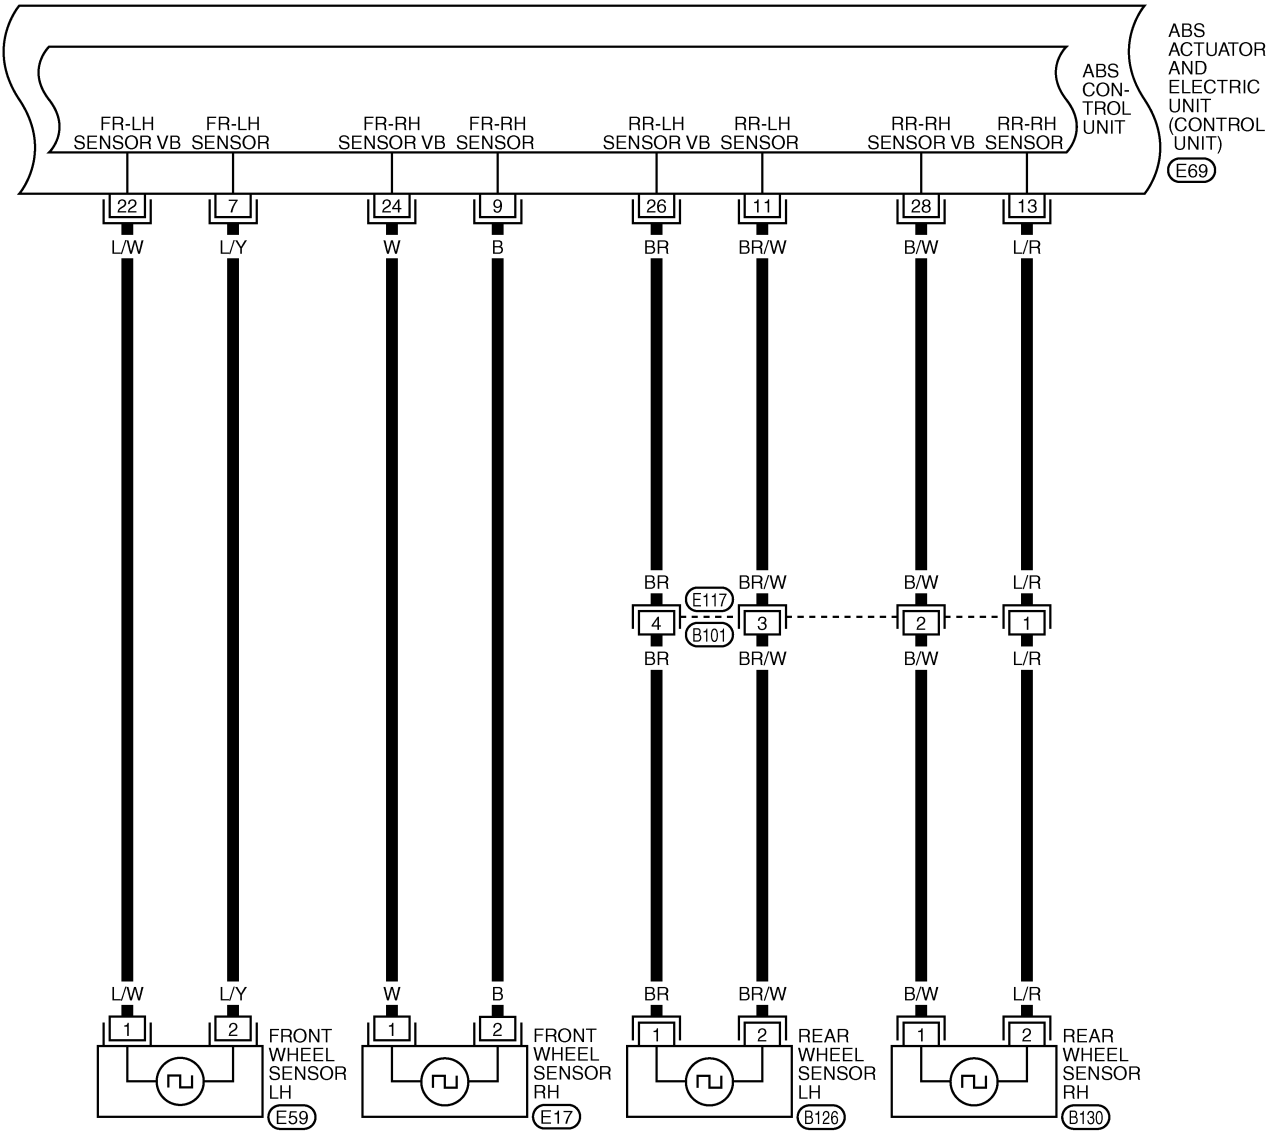 ABS
ACTUATOR
AND
ELECTRIC
UNIT
(CONTROL
UNIT)
E69
ABS
CON-
TROL
UNIT
FR-LH
SENSOR VB
FR-LH
SENSOR
FR-RH
SENSOR VB
FR-RH
SENSOR
RR-LH
SENSOR VB
RR-LH
SENSOR
RR-RH
SENSOR VB
RR-RH
SENSOR
22 7 24 9 26 11 28 13
L/W L/Y W B BR BR/W B/W L/R
BR BR/W B/W L/R
E117
4 3 2 1
B101
BR BR/W B/W L/R
L/W L/Y W B BR BR/W B/W L/R
1 2 1 2 1 2 1 2
FRONT
WHEEL
SENSOR
LH
E59
FRONT
WHEEL
SENSOR
RH
E17
REAR
WHEEL
SENSOR
LH
B126
REAR
WHEEL
SENSOR
RH
B130